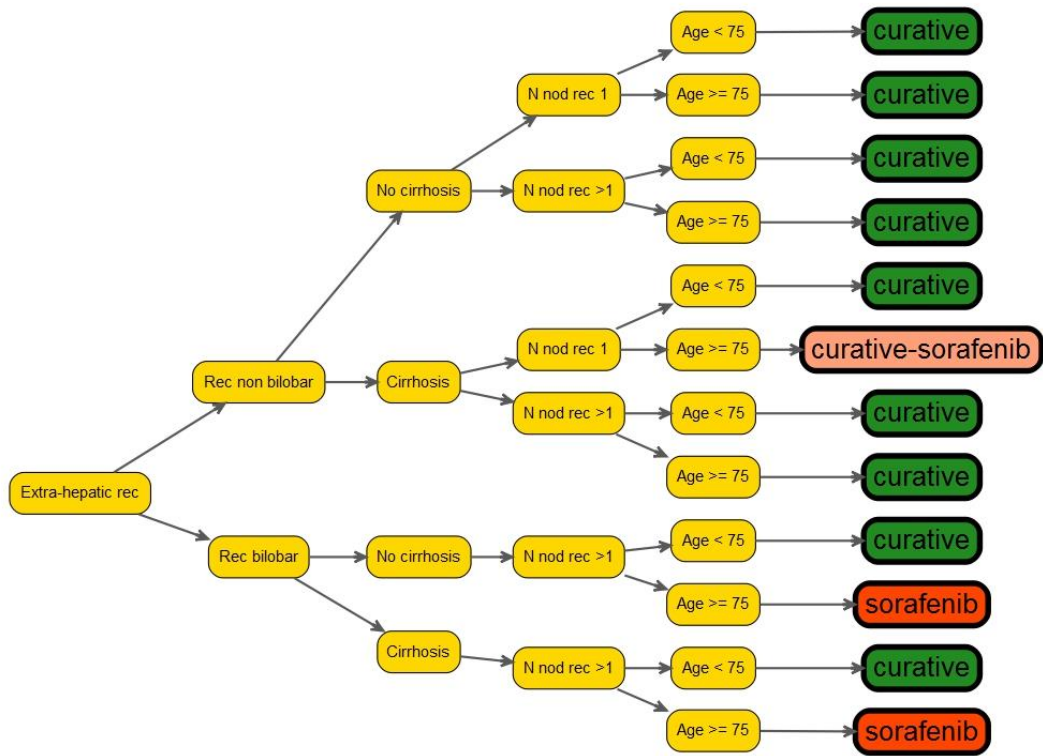 Age < 75
curative
N nod rec 1
Age >= 75
curative
Age < 75
curative
No cirrhosis
N nod rec >1
Age >= 75
curative
Age < 75
curative
N nod rec 1
Age >= 75
curative-sorafenib
Rec non bilobar
Cirrhosis
N nod rec >1
Age < 75
curative
Age >= 75
curative
Extra-hepatic rec
Age < 75
curative
Rec bilobar
No cirrhosis
N nod rec >1
Age >= 75
sorafenib
Cirrhosis
N nod rec >1
Age < 75
curative
Age >= 75
sorafenib